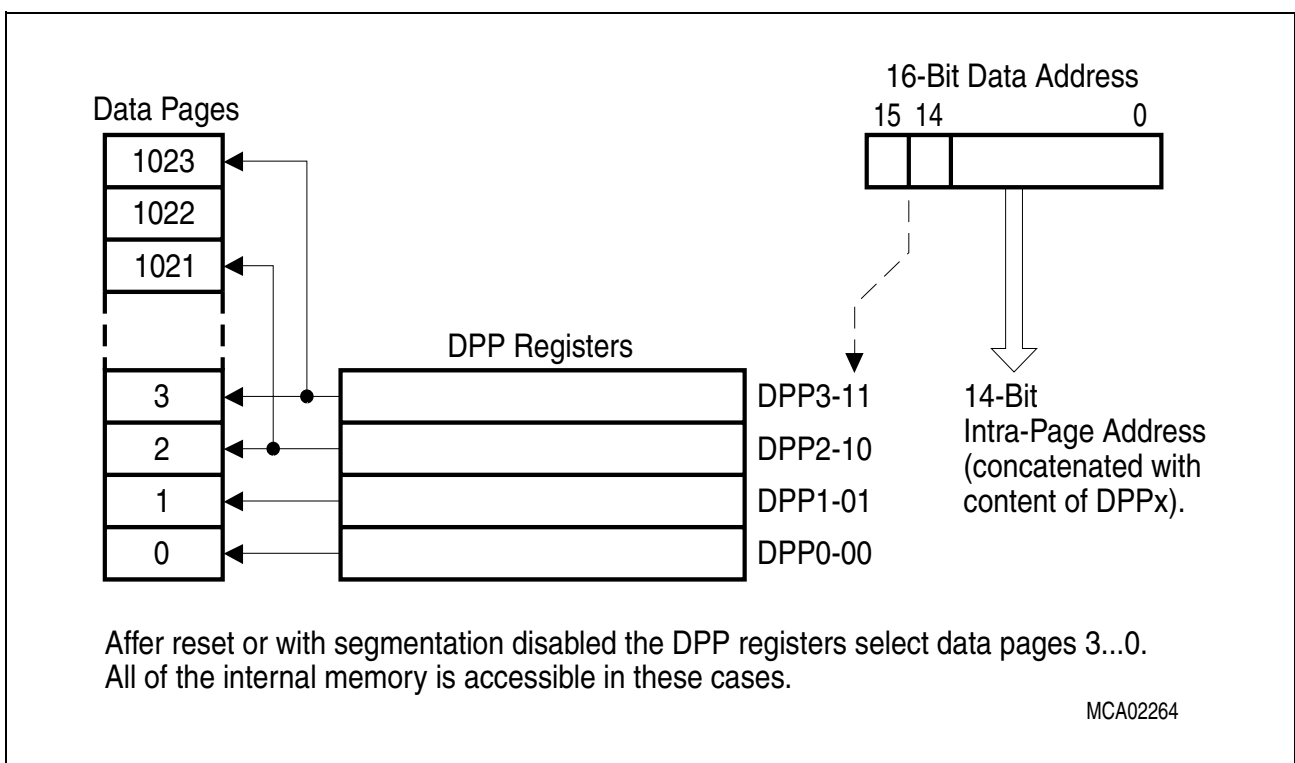 16-Bit Data Address
Data Pages
15 14 0
1023
1022
1021
DPP Registers
3
DPP3-11
14-Bit
2
DPP2-10
Intra-Page Address
(concatenated with
1
DPP1-01
content of DPPx).
0
DPP0-00
Affer reset or with segmentation disabled the DPP registers select data pages 3...0.
All of the internal memory is accessible in these cases.
MCA02264